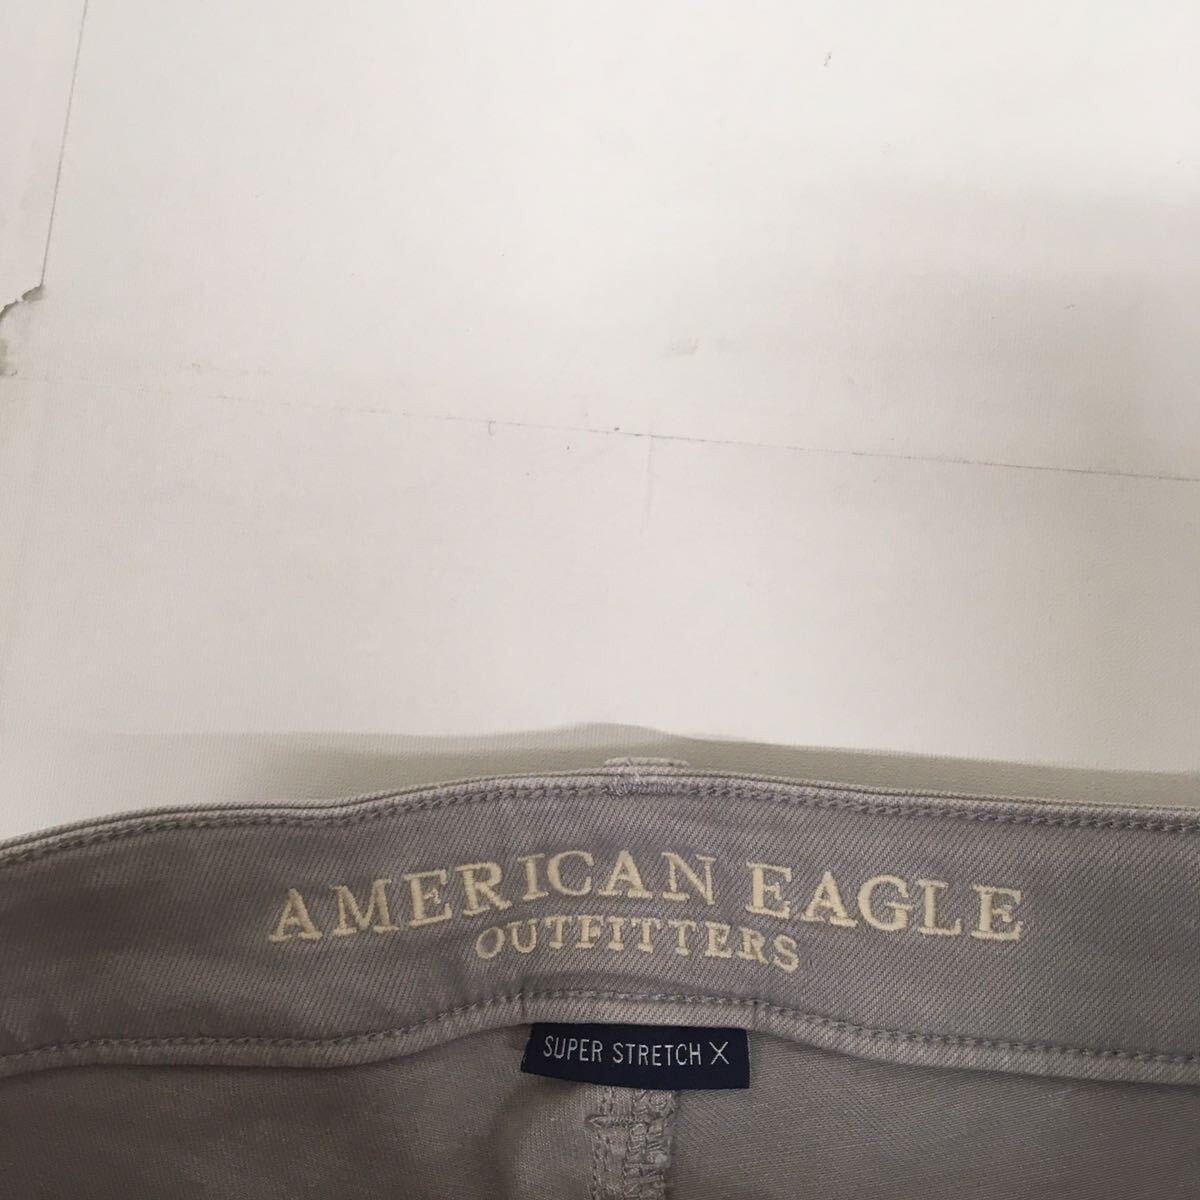 AMERICAN EAGLE
OUTFITTERS
SUPER STRETCH X